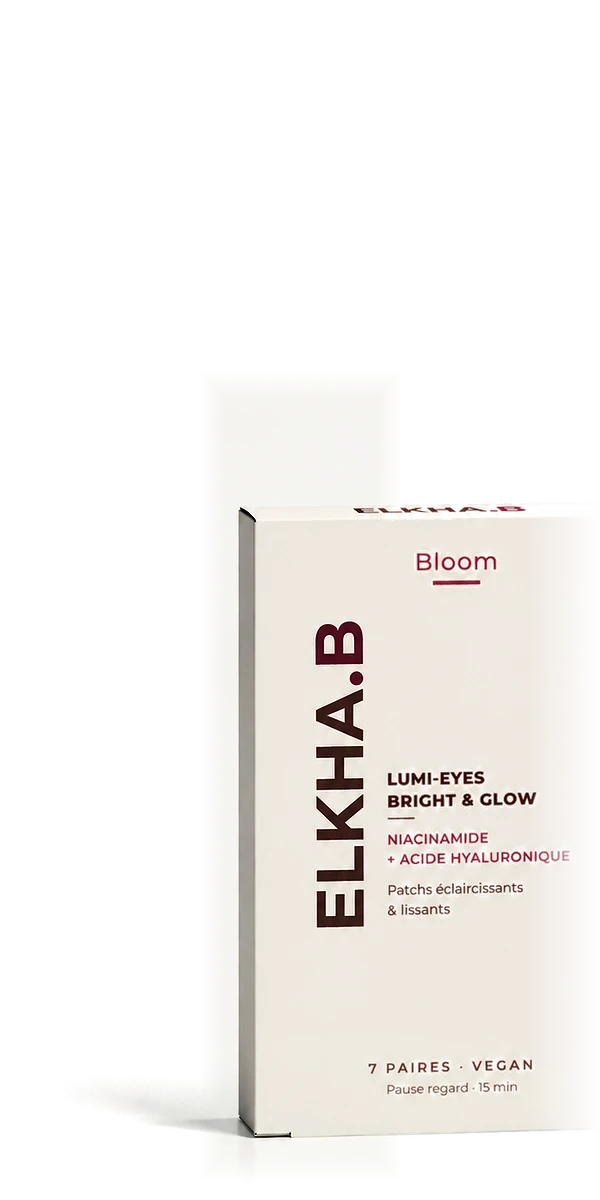 ELKHA.B
Bloom
ELKHA.B
LUMI-EYES
BRIGHT & GLOW
NIACINAMIDE
+ ACIDE HYALURONIQUE
Patchs éclaircissants
& lissants
7 PAIRES · VEGAN
Pause regard · 15 min